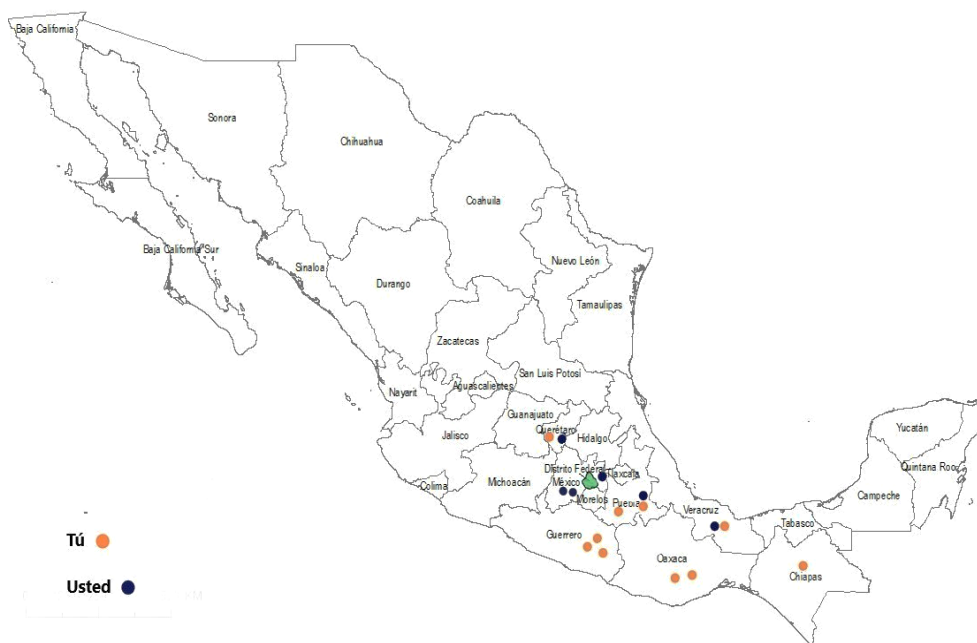 Baja California
Sonora
Chihuahua
Coahuila
Baja California Sur
Sinaloa
Nuevo León
Durango
Tamaulipas
Zacatecas
San Luis Potosí
Nayarit
Aguascalientes
Guanajuato
Yucatán
Querétaro
Jalisco
Hidalgo
Quintana Roo
Distrito Federal
Tlaxcala
Colima
Michoacán
México
Campeche
Morelos
Veracruz
Tabasco
Guerrero
Tú
Oaxaca
Chiapas
Usted